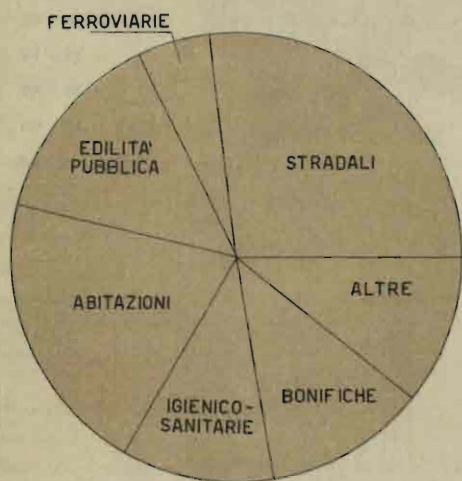 FERROVIARIE
EDILITA'
PUBBLICA
STRADALI
ABITAZIONI
ALTRE
IGIENICO-
SANITARIE
BONIFICHE